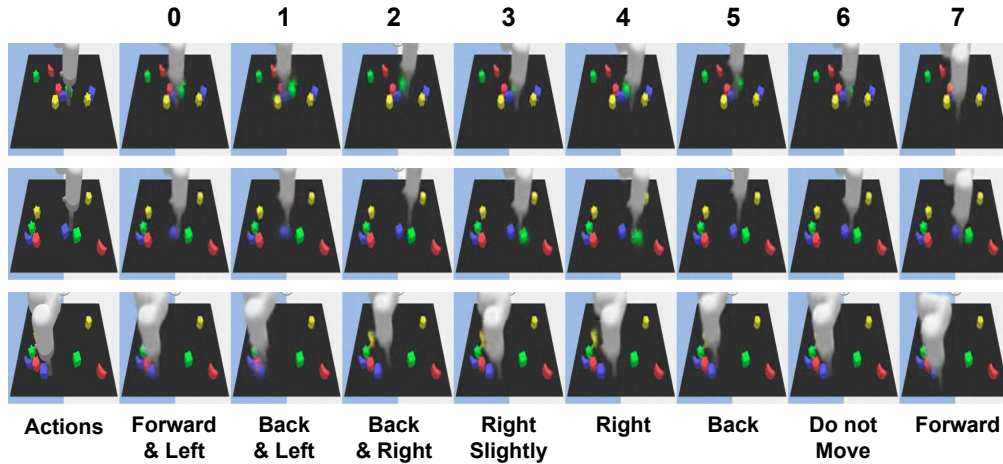 0 1 2 3 4 5 6 7
Actions Forward & Left Back & Left Back & Right Right Slightly Right Back Do not Move Forward